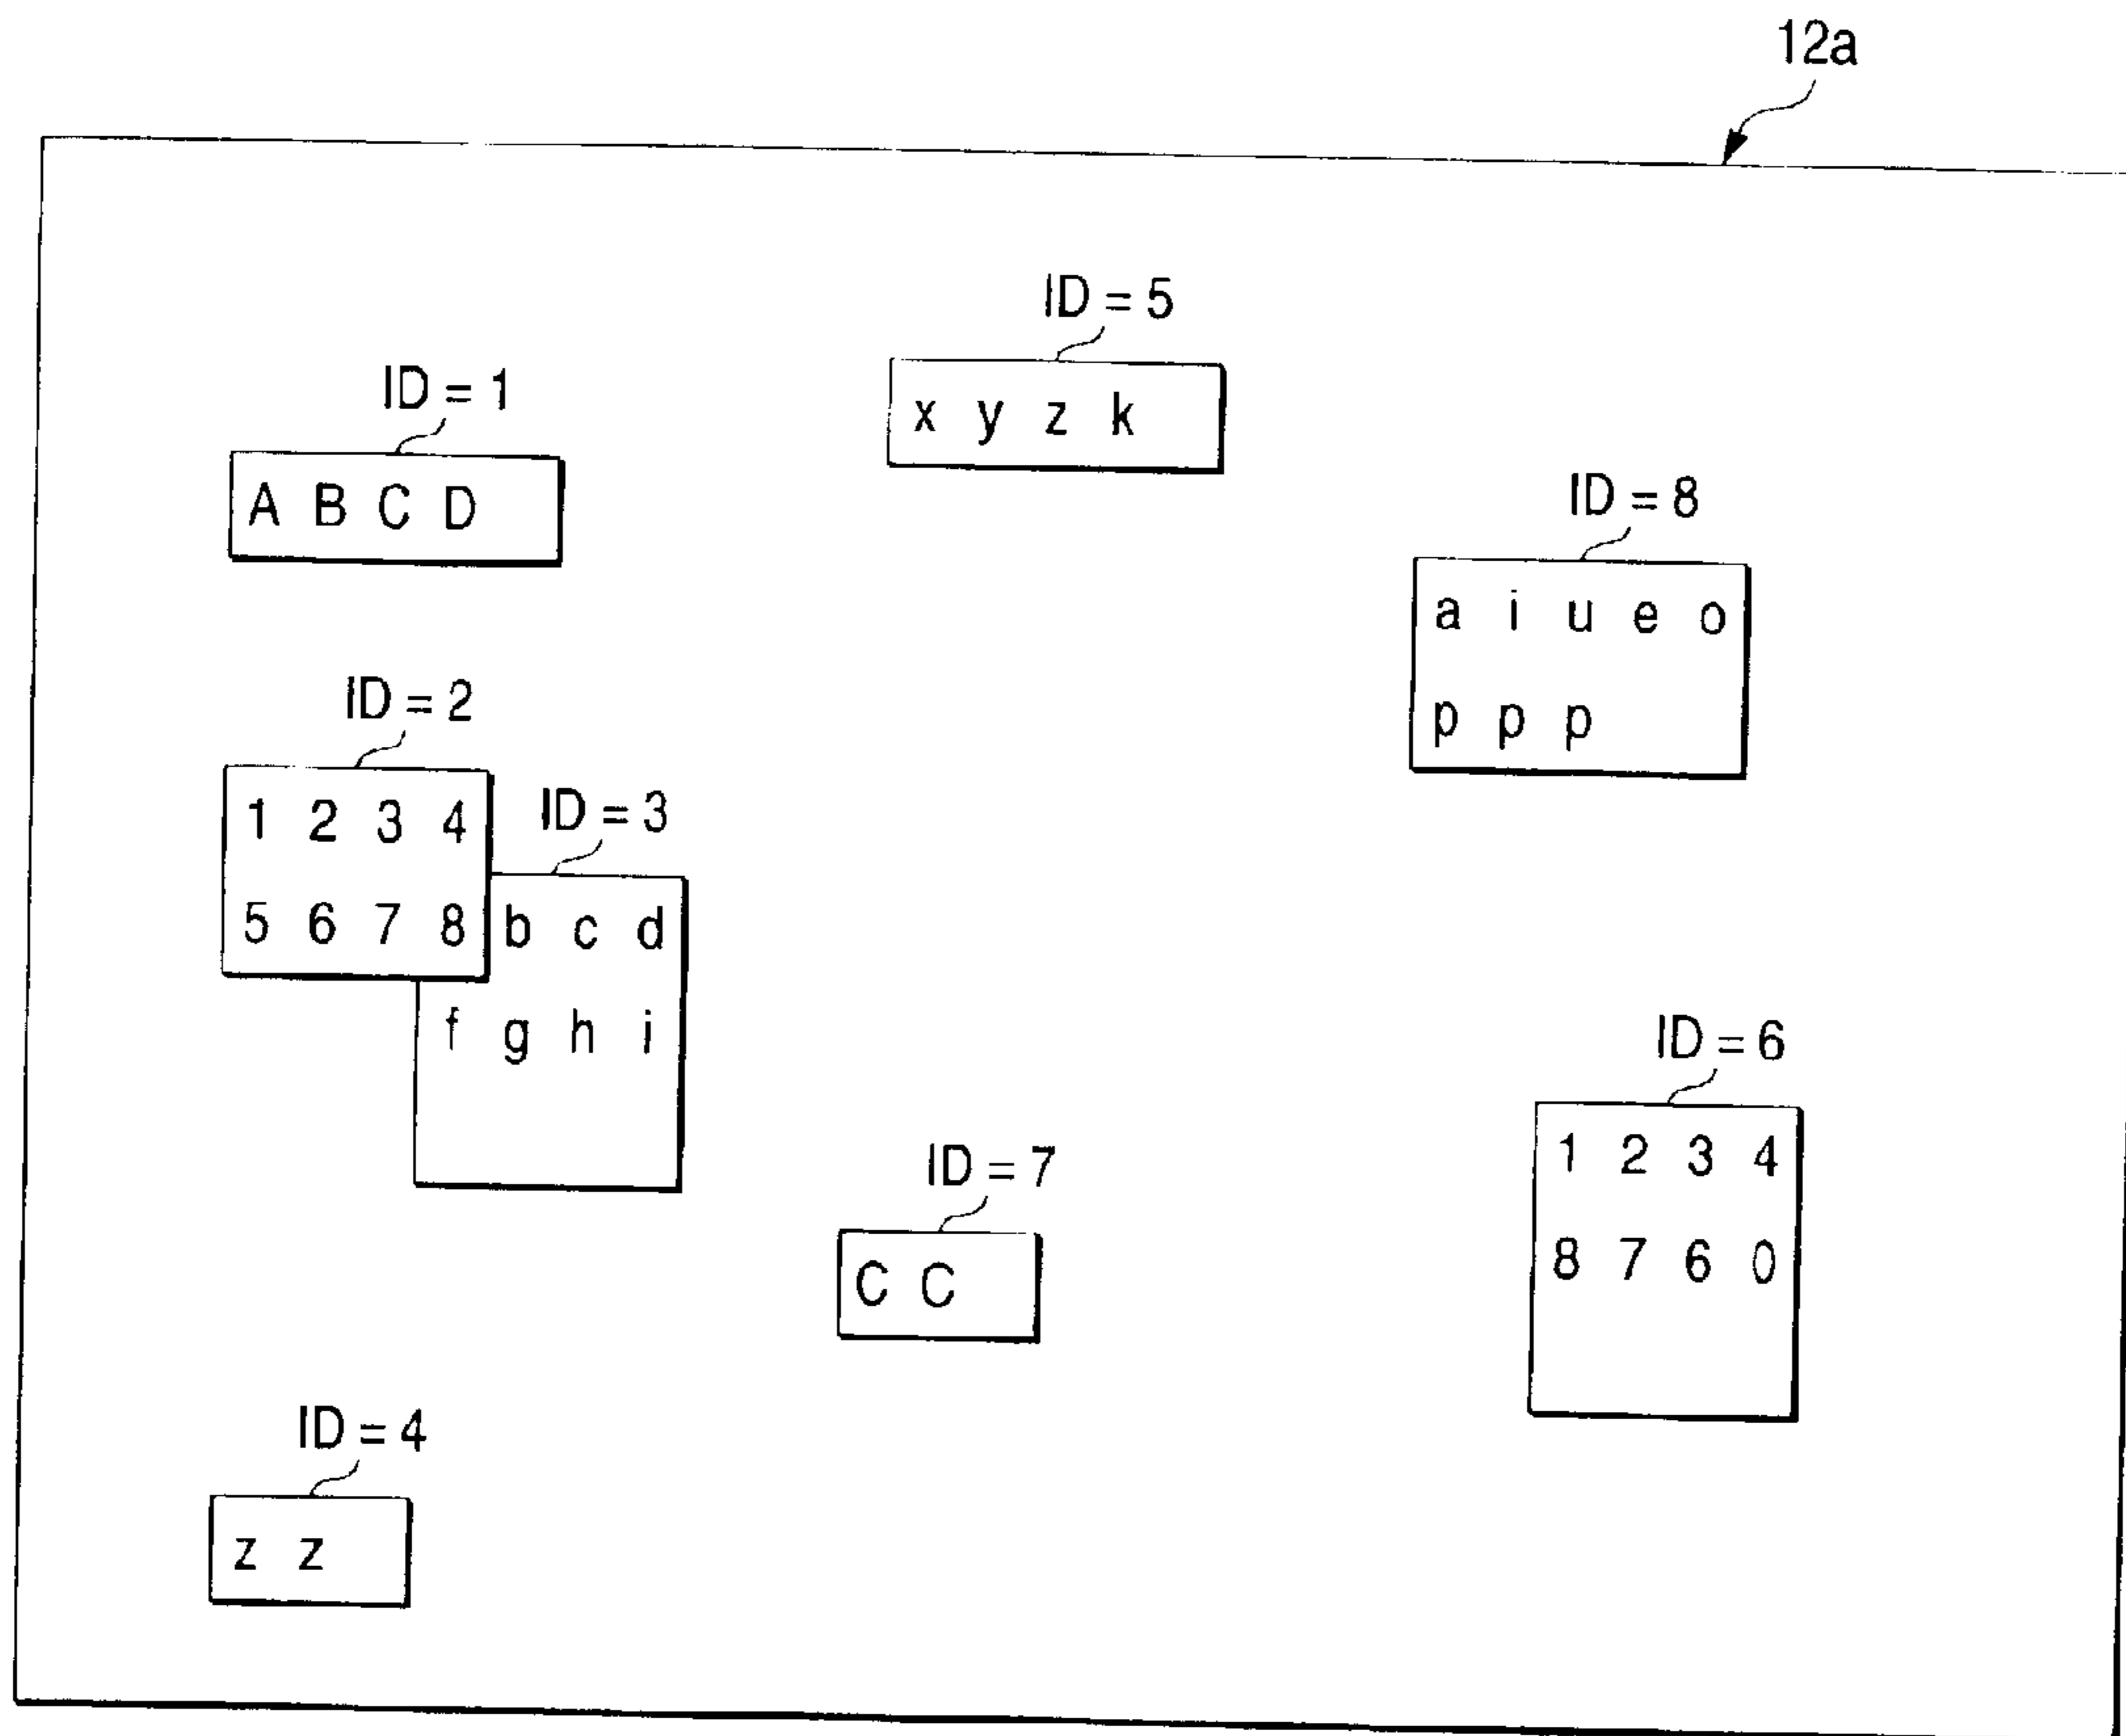 12a
ID = 5
x y z k
ID = 1
A B C D
ID = 8
a i u e o
p p p
ID = 2
1 2 3 4
5 6 7 8
ID = 3
b c d
f g h i
ID = 6
1 2 3 4
8 7 6 0
ID = 7
C C
ID = 4
z z